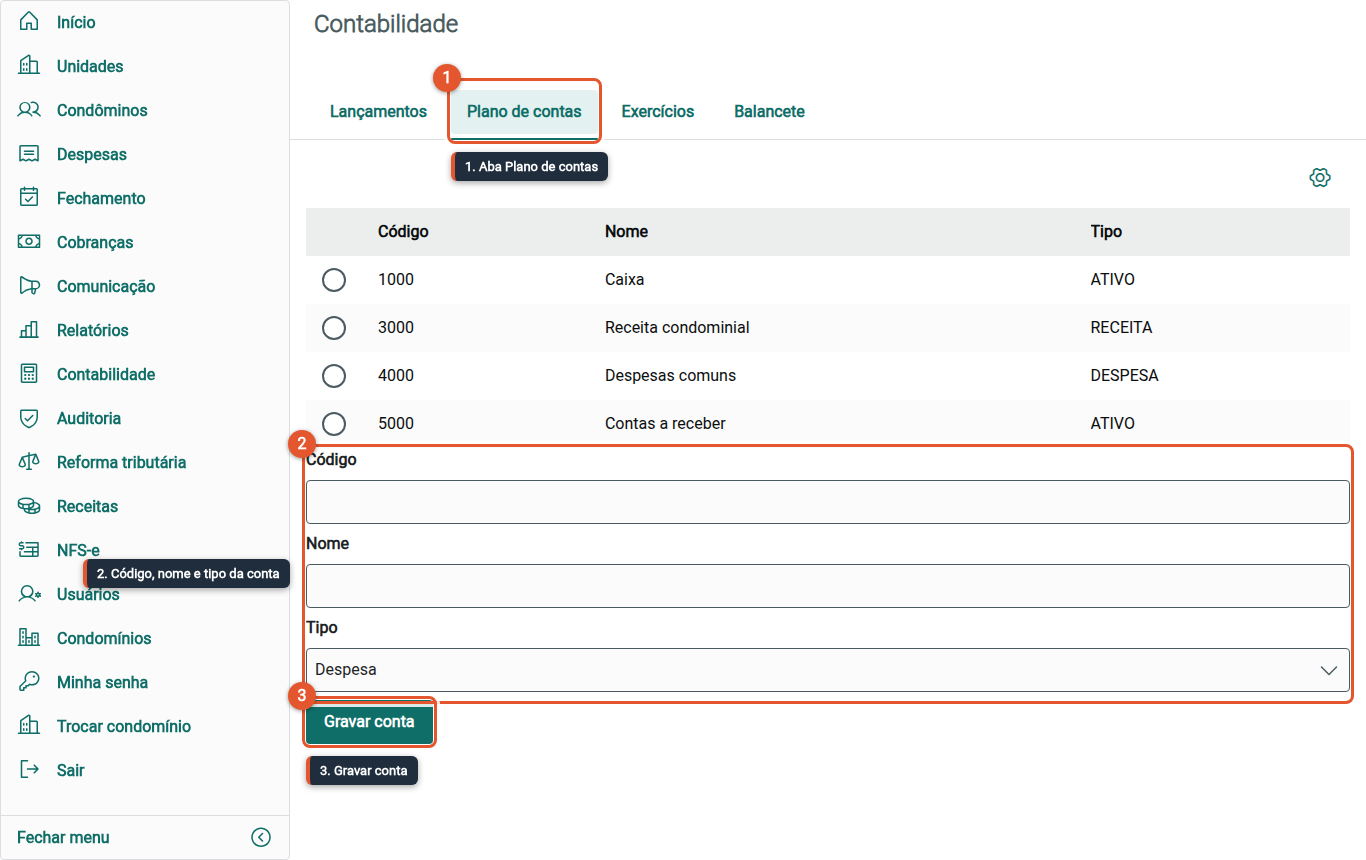 Início
Unidades
Condôminos
Despesas
Fechamento
Cobranças
Comunicação
Relatórios
Contabilidade
Auditoria
Reforma tributária
Receitas
NFS-e
2. Código, nome e tipo da conta
Usuários
Condomínios
Minha senha
Trocar condomínio
Sair
Fechar menu
Contabilidade
1
Lançamentos Plano de contas Exercícios Balancete
1. Aba Plano de contas
Código Nome Tipo
1000 Caixa ATIVO
3000 Receita condominial RECEITA
4000 Despesas comuns DESPESA
5000 Contas a receber ATIVO
2
Código
Nome
Tipo
Despesa
3
Gravar conta
3. Gravar conta